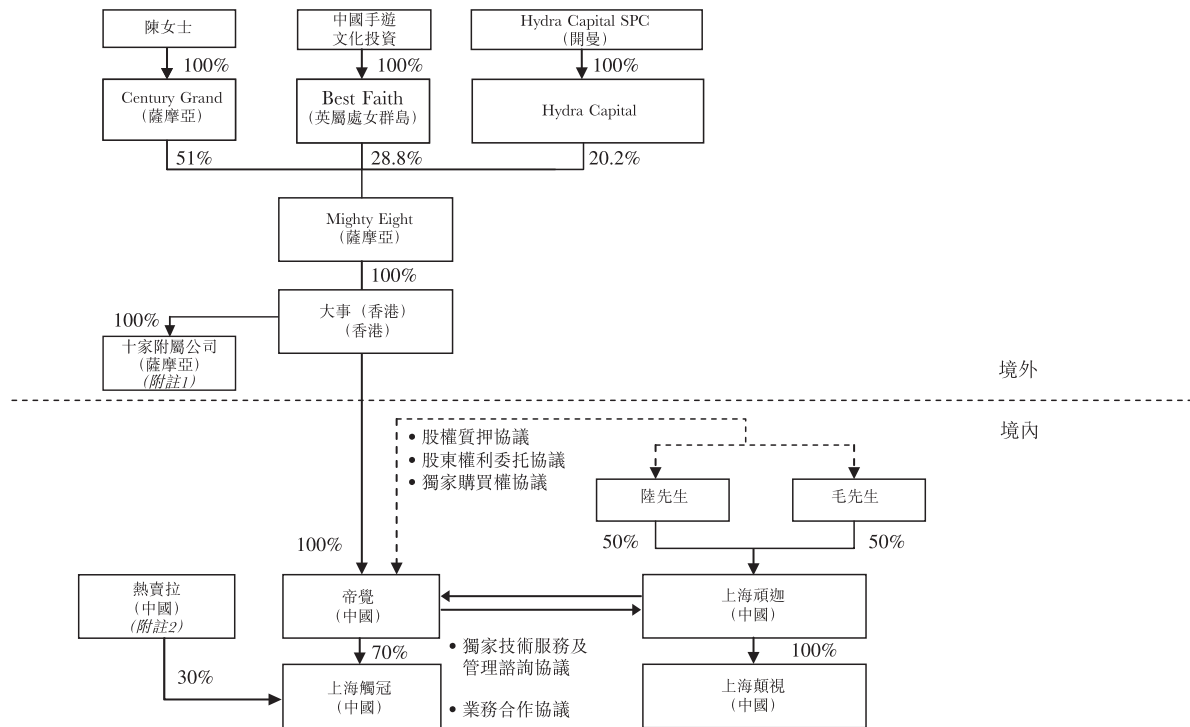 陳女士
中國手遊
文化投資
Hydra Capital SPC
(開曼)
100%
100%
100%
Century Grand
(薩摩亞)
Best Faith
(英屬處女群島)
Hydra Capital
51%
28.8%
20.2%
Mighty Eight
(薩摩亞)
100%
大事(香港)
(香港)
100%
十家附屬公司
(薩摩亞)
(附註1)
境外
境內
• 股權質押協議
• 股東權利委托協議
• 獨家購買權協議
陸先生
毛先生
50%
50%
100%
熱賣拉
(中國)
(附註2)
帝覺
(中國)
上海頑迦
(中國)
70%
• 獨家技術服務及
管理諮詢協議
100%
30%
上海觸冠
(中國)
• 業務合作協議
上海顛視
(中國)